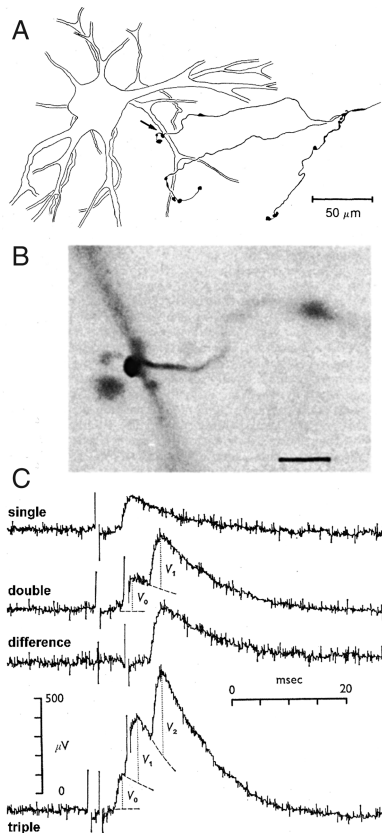 A
50 μm
B
C
single
double
V₁
V₀
difference
msec
0 20
500
μV
0
V₂
V₁
V₀
triple